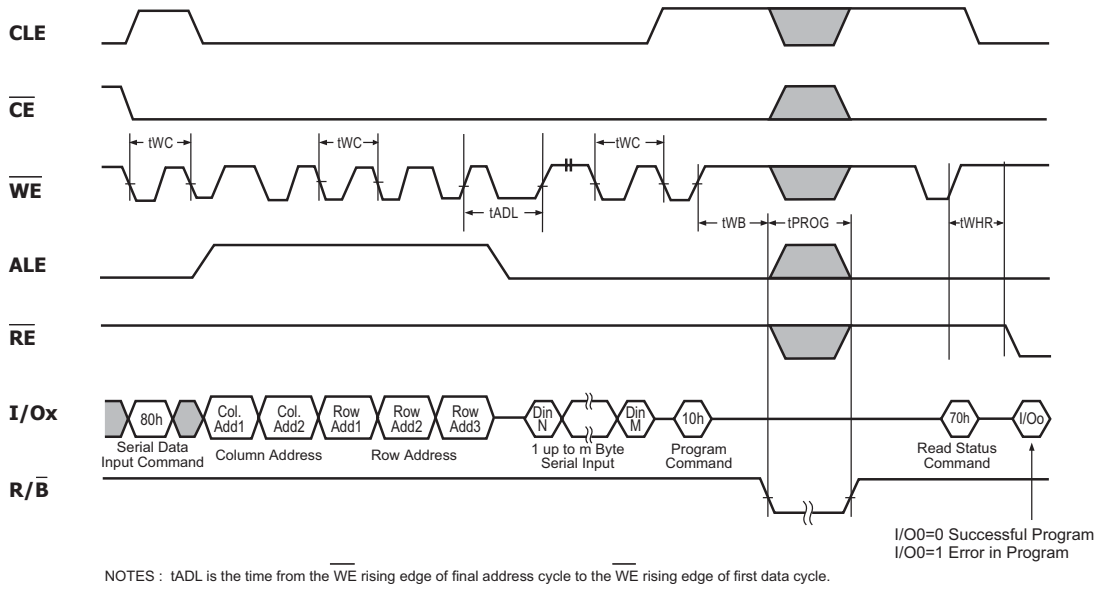 CLE
CE
tWC
tWC
tWC
WE
tADL
tWB
tPROG
tWHR
ALE
RE
I/Ox
80h
Col.
Add1
Col.
Add2
Row
Add1
Row
Add2
Row
Add3
Din
N
Din
M
10h
70h
I/Oo
Serial Data
Input Command
Column Address
Row Address
1 up to m Byte
Serial Input
Program
Command
Read Status
Command
R/B
I/O0=0 Successful Program
I/O0=1 Error in Program
NOTES : tADL is the time from the WE rising edge of final address cycle to the WE rising edge of first data cycle.